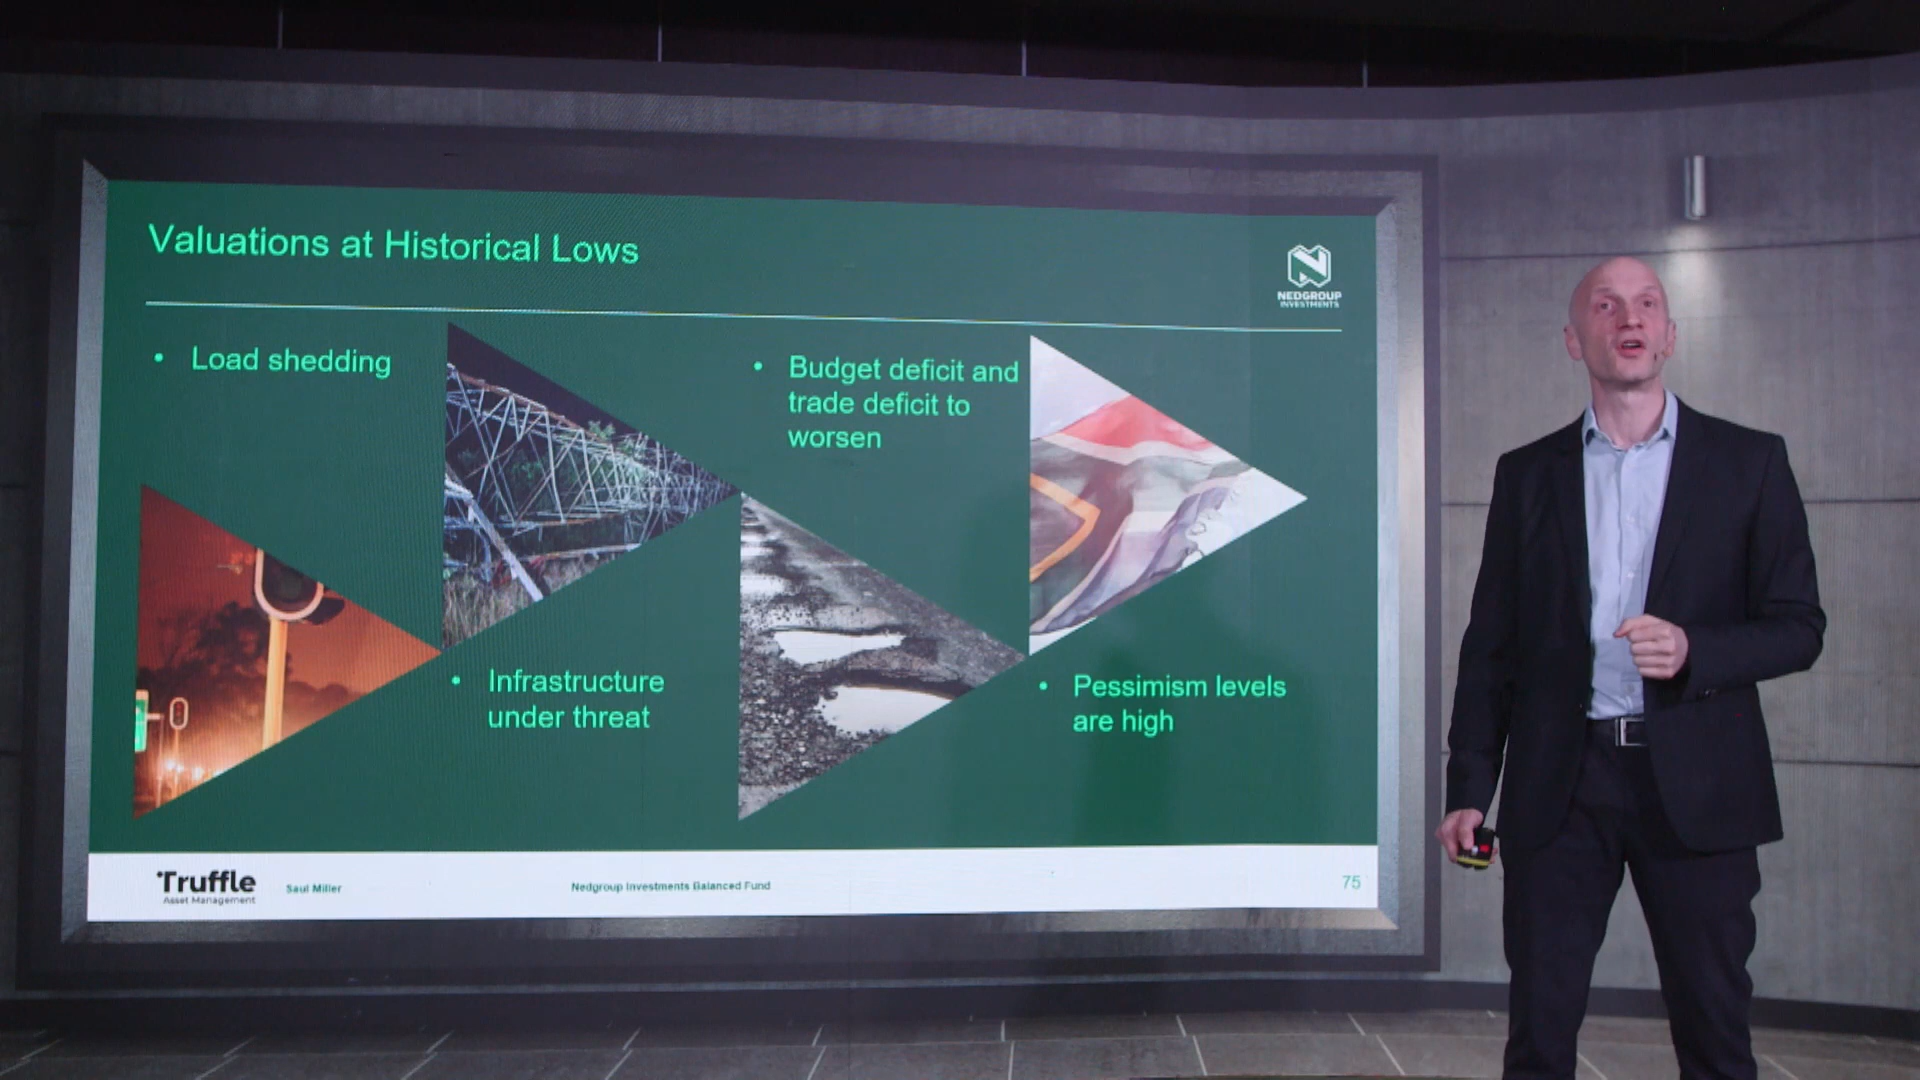 Valuations at Historical Lows
NEDGROUP
INVESTMENTS
• Load shedding
• Budget deficit and
trade deficit to
worsen
• Infrastructure
under threat
• Pessimism levels
are high
Truffle
Asset Management
Saul Miller
Nedgroup Investments Balanced Fund
75